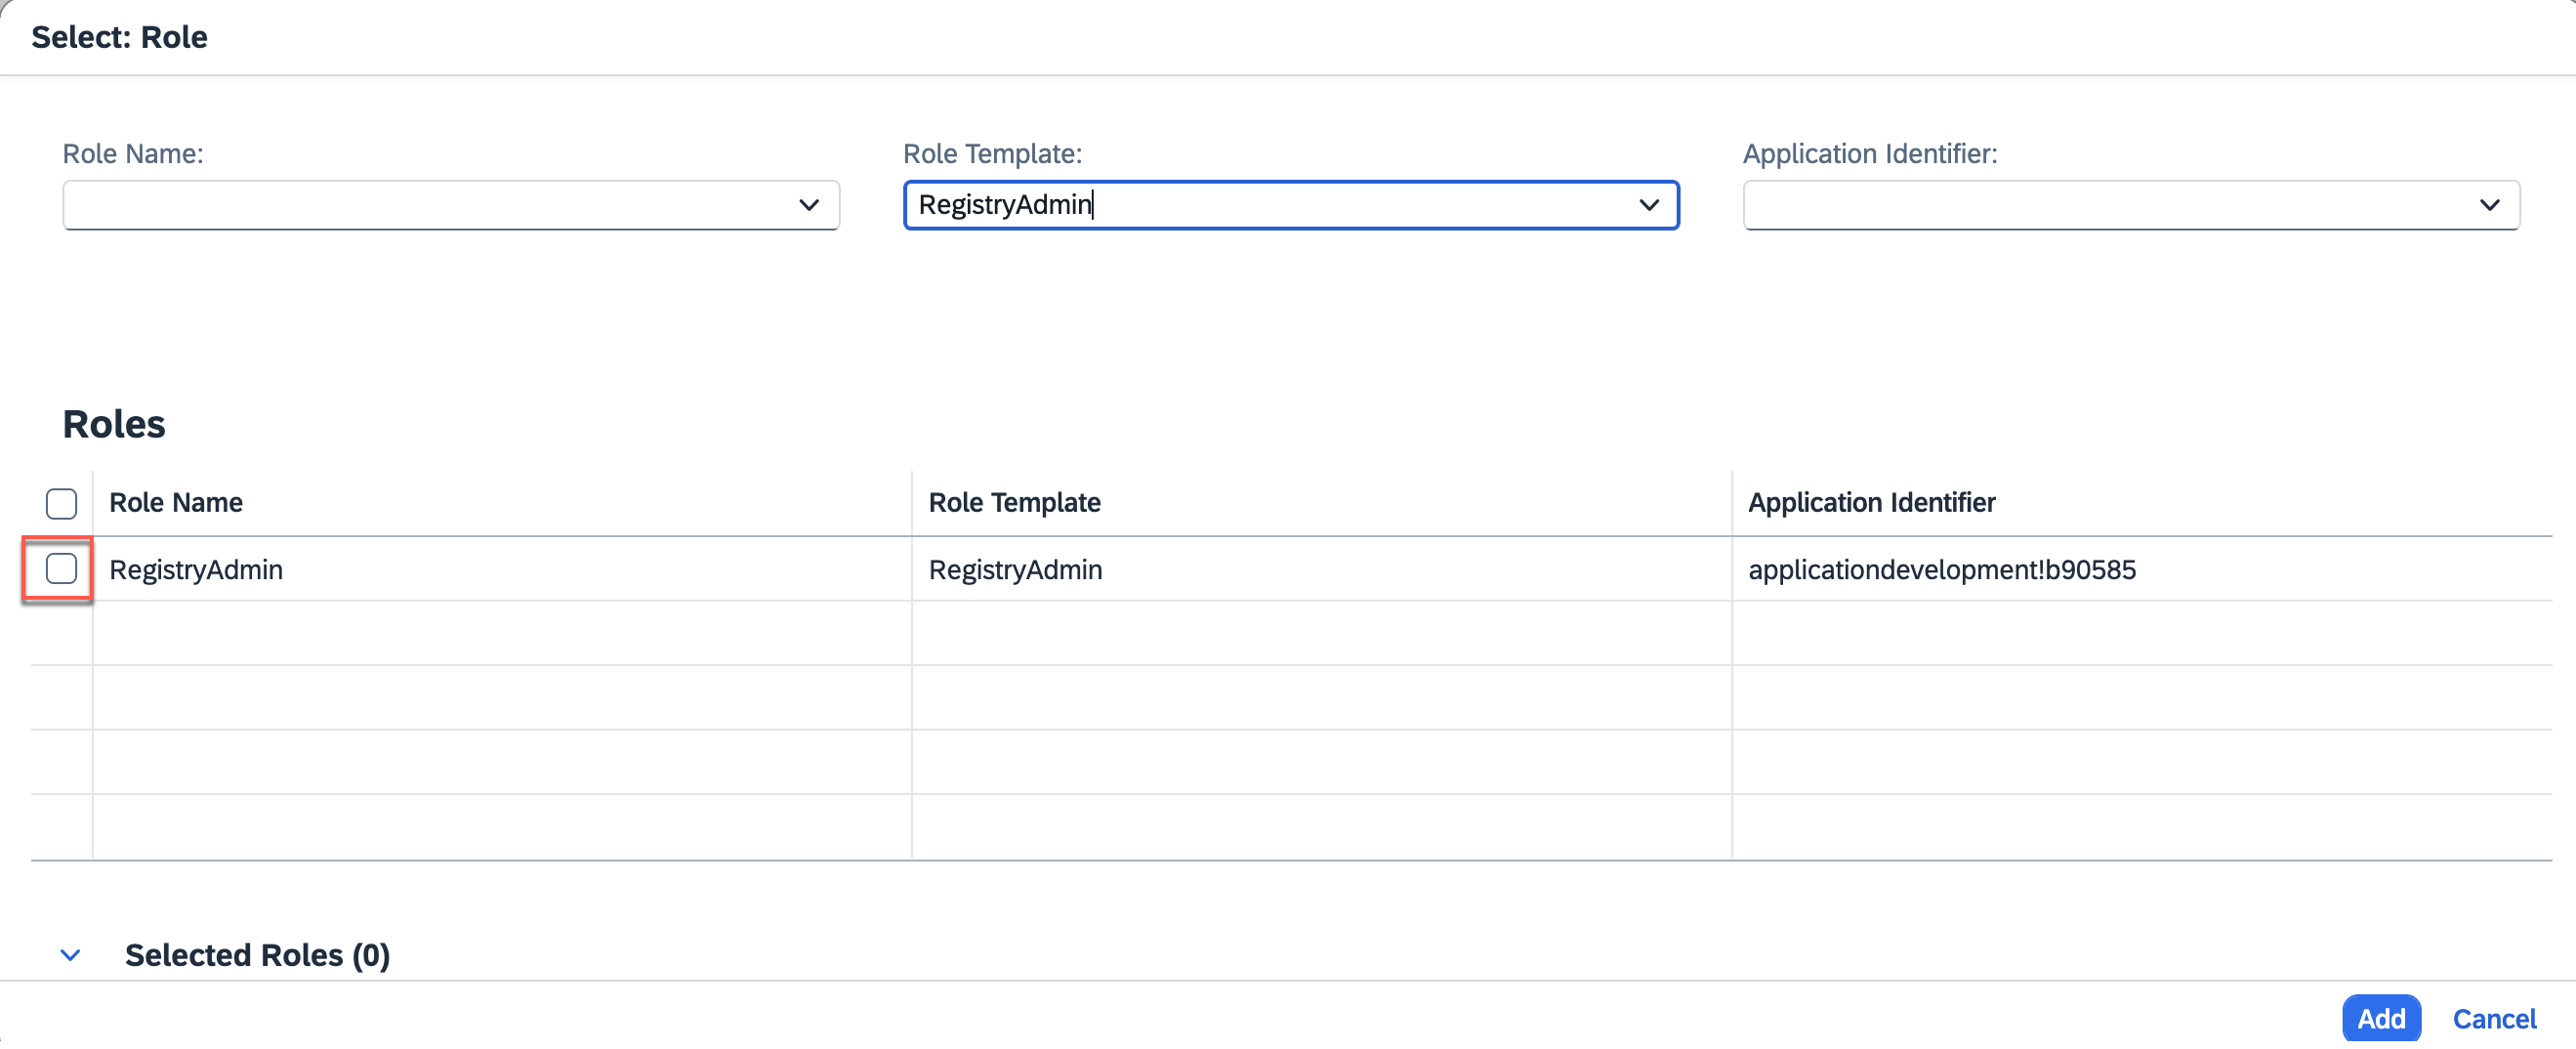 Select: Role
Role Name: Role Template: Application Identifier:
RegistryAdmin
Roles
Role Name Role Template Application Identifier
RegistryAdmin RegistryAdmin applicationdevelopment!b90585
Selected Roles (0)
Add Cancel